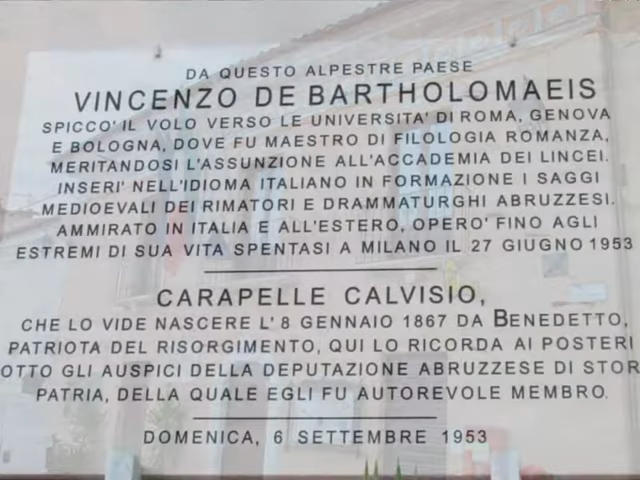 DA QUESTO ALPESTRE PAESE
VINCENZO DE BARTHOLOMAEIS
SPICCO' IL VOLO VERSO LE UNIVERSITA' DI ROMA, GENOVA
E BOLOGNA, DOVE FU MAESTRO DI FILOLOGIA ROMANZA,
MERITANDOSI L'ASSUNZIONE ALL'ACCADEMIA DEI LINCEI.
INSERI' NELL'IDIOMA ITALIANO IN FORMAZIONE I SAGGI
MEDIOEVALI DEI RIMATORI E DRAMMATURGHI ABRUZZESI.
AMMIRATO IN ITALIA E ALL'ESTERO, OPERO' FINO AGLI
ESTREMI DI SUA VITA SPENTASI A MILANO IL 27 GIUGNO 1953
CARAPELLE CALVISIO,
CHE LO VIDE NASCERE L' 8 GENNAIO 1867 DA BENEDETTO,
PATRIOTA DEL RISORGIMENTO, QUI LO RICORDA AI POSTERI
OTTO GLI AUSPICI DELLA DEPUTAZIONE ABRUZZESE DI STOR
PATRIA, DELLA QUALE EGLI FU AUTOREVOLE MEMBRO.
DOMENICA, 6 SETTEMBRE 1953